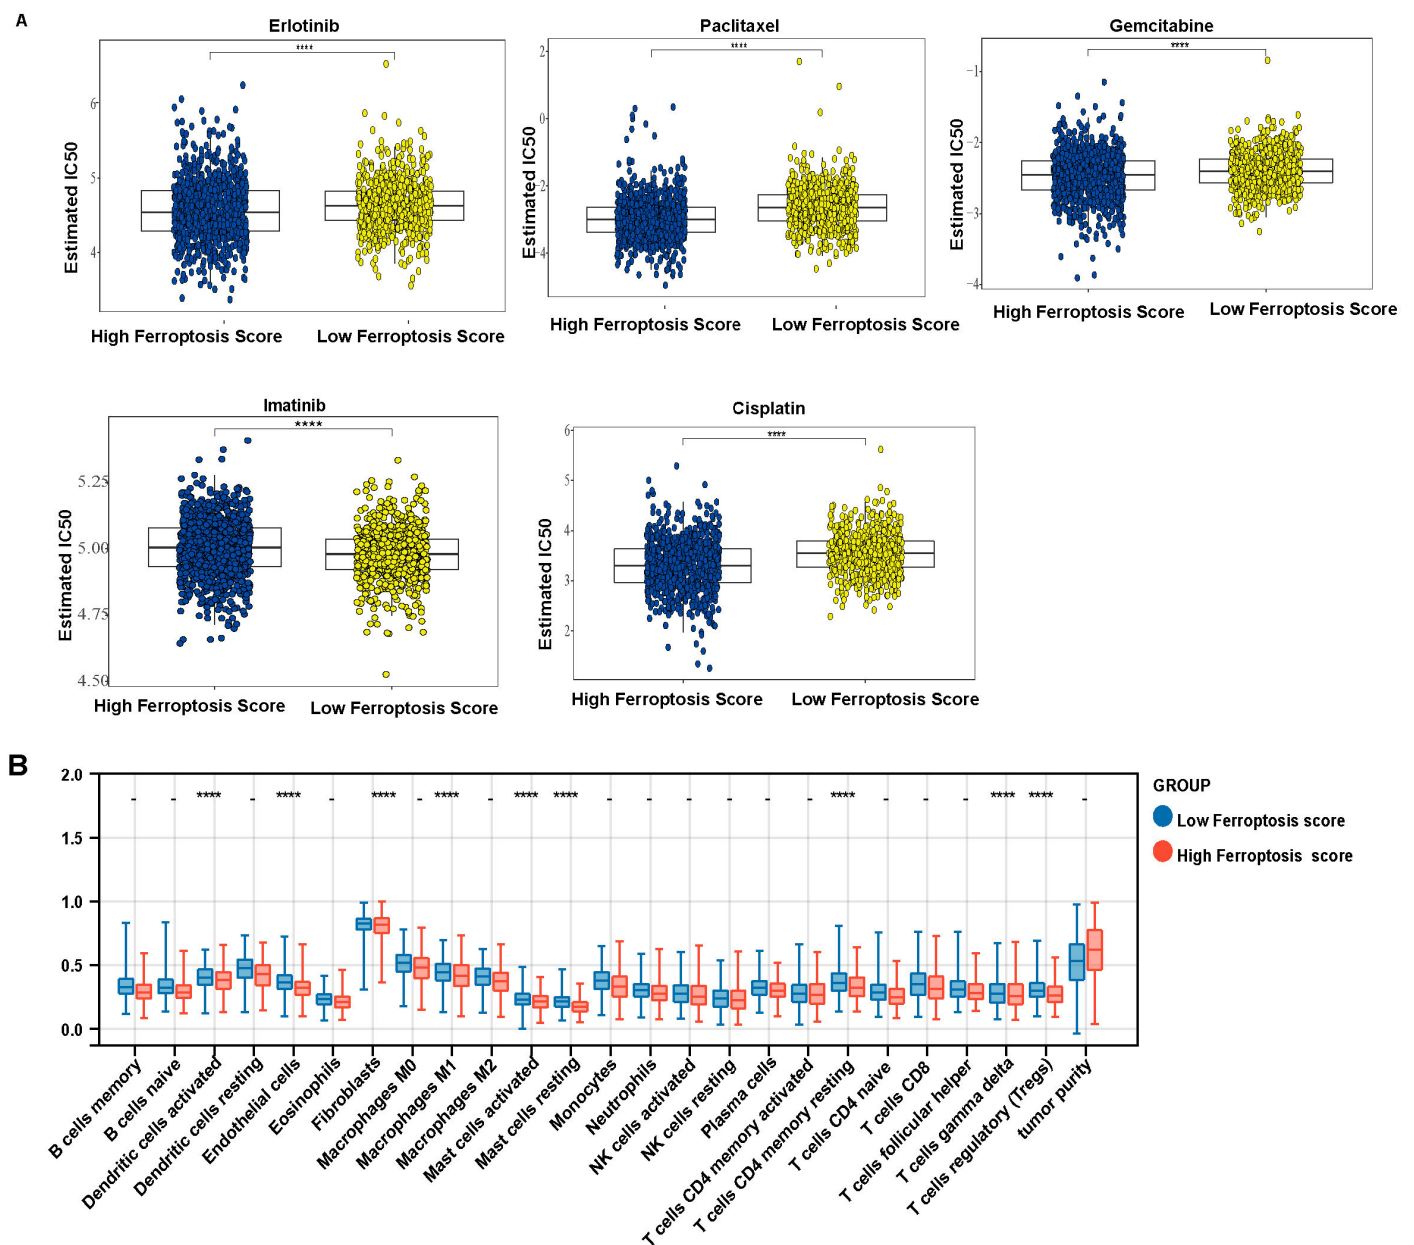 A
Erlotinib
Paclitaxel
Gemcitabine
****
****
****
Estimated IC50
6
5
4
Estimated IC50
2
0
-2
-4
Estimated IC50
-1
-2
-3
-4
High Ferroptosis Score
Low Ferroptosis Score
High Ferroptosis Score
Low Ferroptosis Score
High Ferroptosis Score
Low Ferroptosis Score
Imatinib
Cisplatin
****
****
Estimated IC50
5.25
5.00
4.75
4.50
Estimated IC50
6
5
4
3
2
High Ferroptosis Score
Low Ferroptosis Score
High Ferroptosis Score
Low Ferroptosis Score
B
2.0
1.5
1.0
0.5
0.0
- - **** - **** - **** - **** - **** **** - - - - - - **** - - - **** **** -
GROUP
Low Ferroptosis score
High Ferroptosis score
B cells memory
B cells naive
Dendritic cells activated
Dendritic cells resting
Endothelial cells
Eosinophils
Fibroblasts
Macrophages M0
Macrophages M1
Macrophages M2
Mast cells activated
Mast cells resting
Monocytes
Neutrophils
NK cells activated
NK cells resting
Plasma cells
T cells CD4 memory activated
T cells CD4 memory resting
T cells CD4 naive
T cells CD8
T cells follicular helper
T cells gamma delta
T cells regulatory (Tregs)
tumor purity